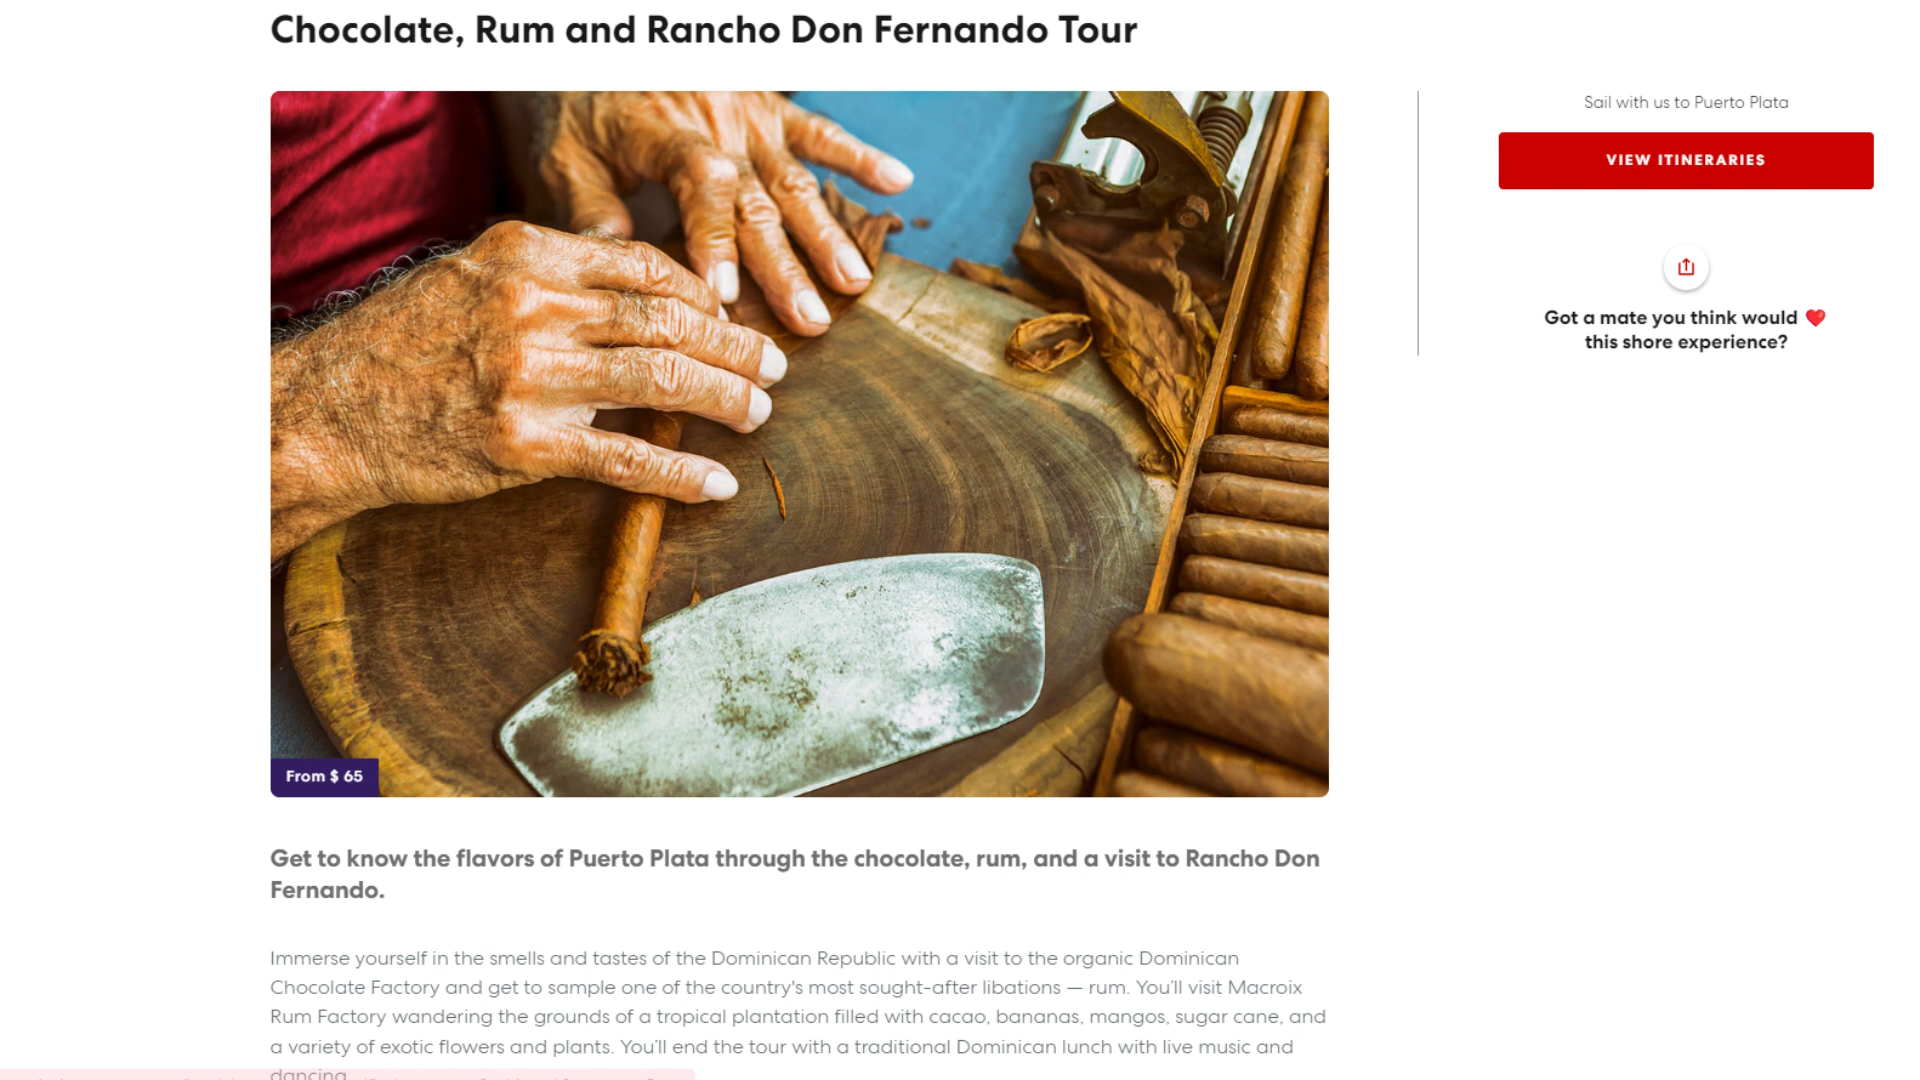 Chocolate, Rum and Rancho Don Fernando Tour
Sail with us to Puerto Plata
VIEW ITINERARIES
Got a mate you think would ❤️
this shore experience?
From $ 65
Get to know the flavors of Puerto Plata through the chocolate, rum, and a visit to Rancho Don
Fernando.
Immerse yourself in the smells and tastes of the Dominican Republic with a visit to the organic Dominican
Chocolate Factory and get to sample one of the country's most sought-after libations — rum. You'll visit Macroix
Rum Factory wandering the grounds of a tropical plantation filled with cacao, bananas, mangos, sugar cane, and
a variety of exotic flowers and plants. You'll end the tour with a traditional Dominican lunch with live music and
dancing.